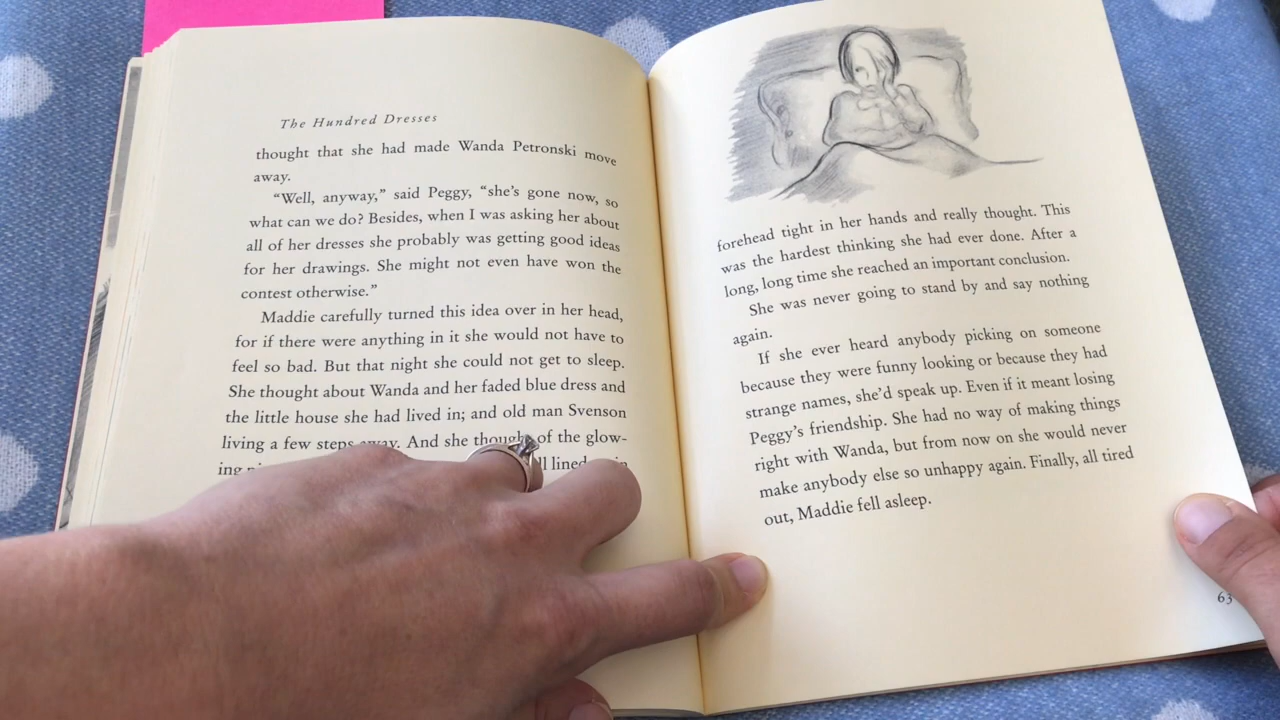 The Hundred Dresses
thought that she had made Wanda Petronski move
away.
“Well, anyway,” said Peggy, “she’s gone now, so
what can we do? Besides, when I was asking her about
all of her dresses she probably was getting good ideas
for her drawings. She might not even have won the
contest otherwise.”
Maddie carefully turned this idea over in her head,
for if there were anything in it she would not have to
feel so bad. But that night she could not get to sleep.
She thought about Wanda and her faded blue dress and
the little house she had lived in; and old man Svenson
living a few steps away. And she thought of the glow-
ing lined
forehead tight in her hands and really thought. This
was the hardest thinking she had ever done. After a
long, long time she reached an important conclusion.
She was never going to stand by and say nothing
again.
If she ever heard anybody picking on someone
because they were funny looking or because they had
strange names, she’d speak up. Even if it meant losing
Peggy’s friendship. She had no way of making things
right with Wanda, but from now on she would never
make anybody else so unhappy again. Finally, all tired
out, Maddie fell asleep.
63